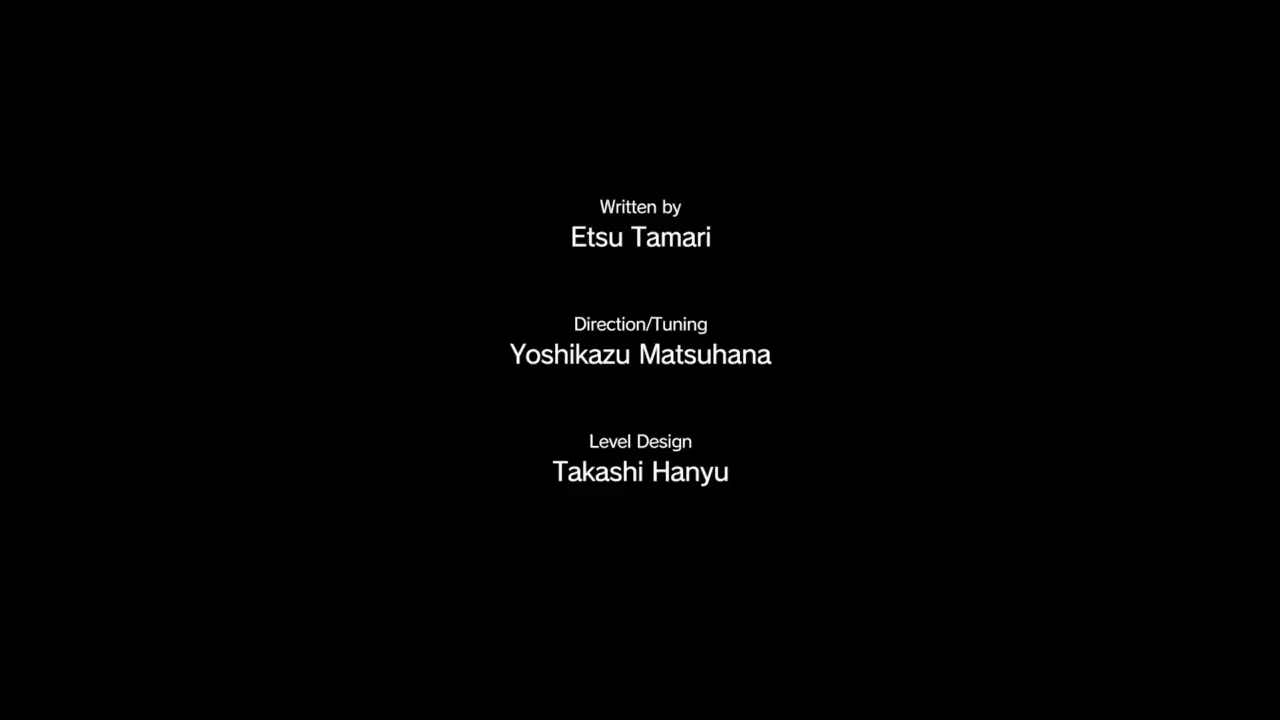 Written by
Etsu Tamari
Direction/Tuning
Yoshikazu Matsuhana
Level Design
Takashi Hanyu